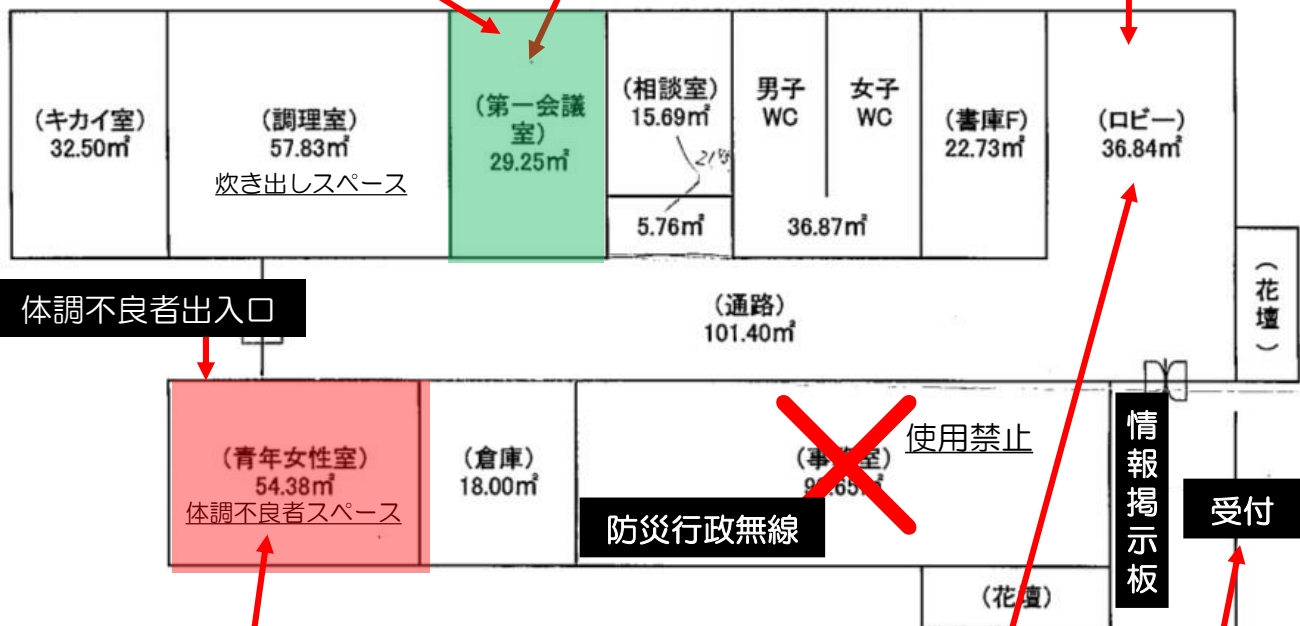 (キカイ室)
32.50㎡
(調理室)
57.83㎡
炊き出しスペース
(第一会議
室)
29.25㎡
(相談室)
15.69㎡
5.76㎡
男子
WC
女子
WC
36.87㎡
(書庫F)
22.73㎡
(ロビー)
36.84㎡
(花壇)
体調不良者出入口
(通路)
101.40㎡
(青年女性室)
54.38㎡
体調不良者スペース
(倉庫)
18.00㎡
使用禁止
防災行政無線
情報掲示板
受付
(花壇)